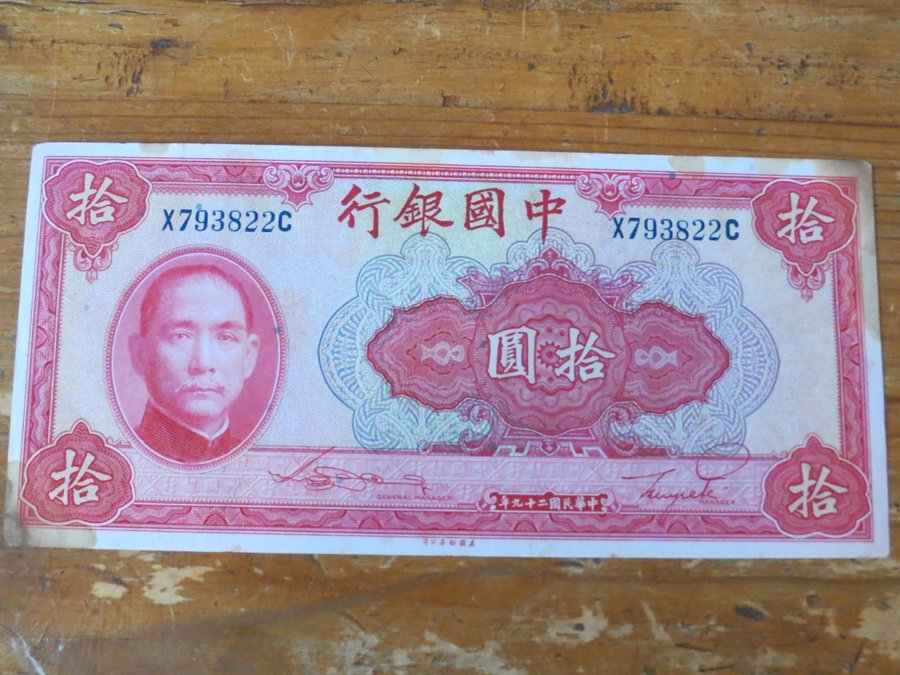 拾
拾
中國銀行
X793822C
X793822C
拾圓
GENERAL MANAGER
MANAGER
中華民國二十九年
拾
拾